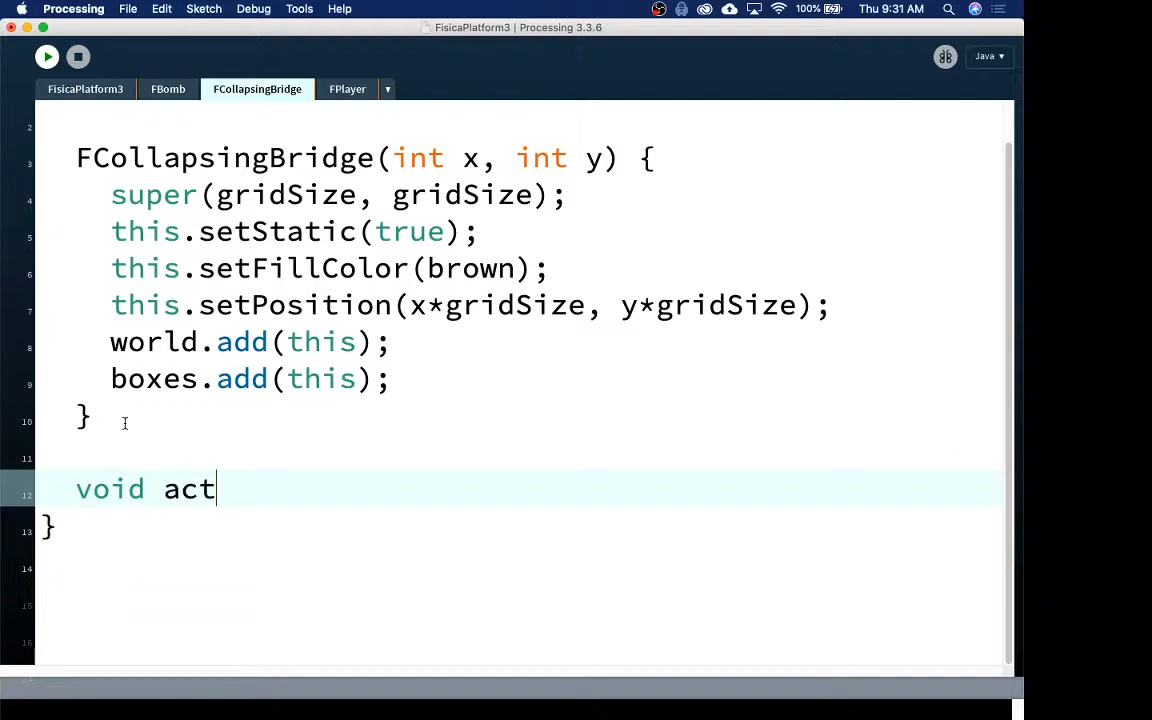 Processing File Edit Sketch Debug Tools Help 100% Thu 9:31 AM
FisicaPlatform3 | Processing 3.3.6
Java ▾
FisicaPlatform3 FBomb FCollapsingBridge FPlayer ▾
2
3 FCollapsingBridge(int x, int y) {
4 super(gridSize, gridSize);
5 this.setStatic(true);
6 this.setFillColor(brown);
7 this.setPosition(x*gridSize, y*gridSize);
8 world.add(this);
9 boxes.add(this);
10 }
11
12 void act
13 }
14
15
16